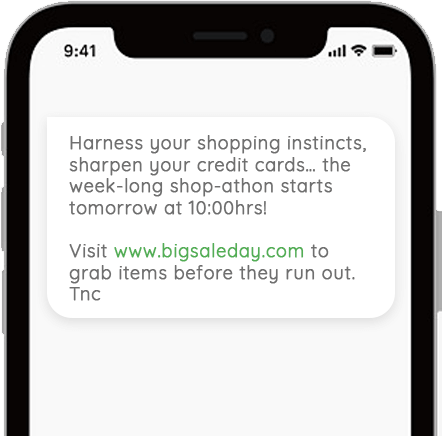 9:41
Harness your shopping instincts,
sharpen your credit cards... the
week-long shop-athon starts
tomorrow at 10:00hrs!
Visit www.bigsaleday.com to
grab items before they run out.
Tnc